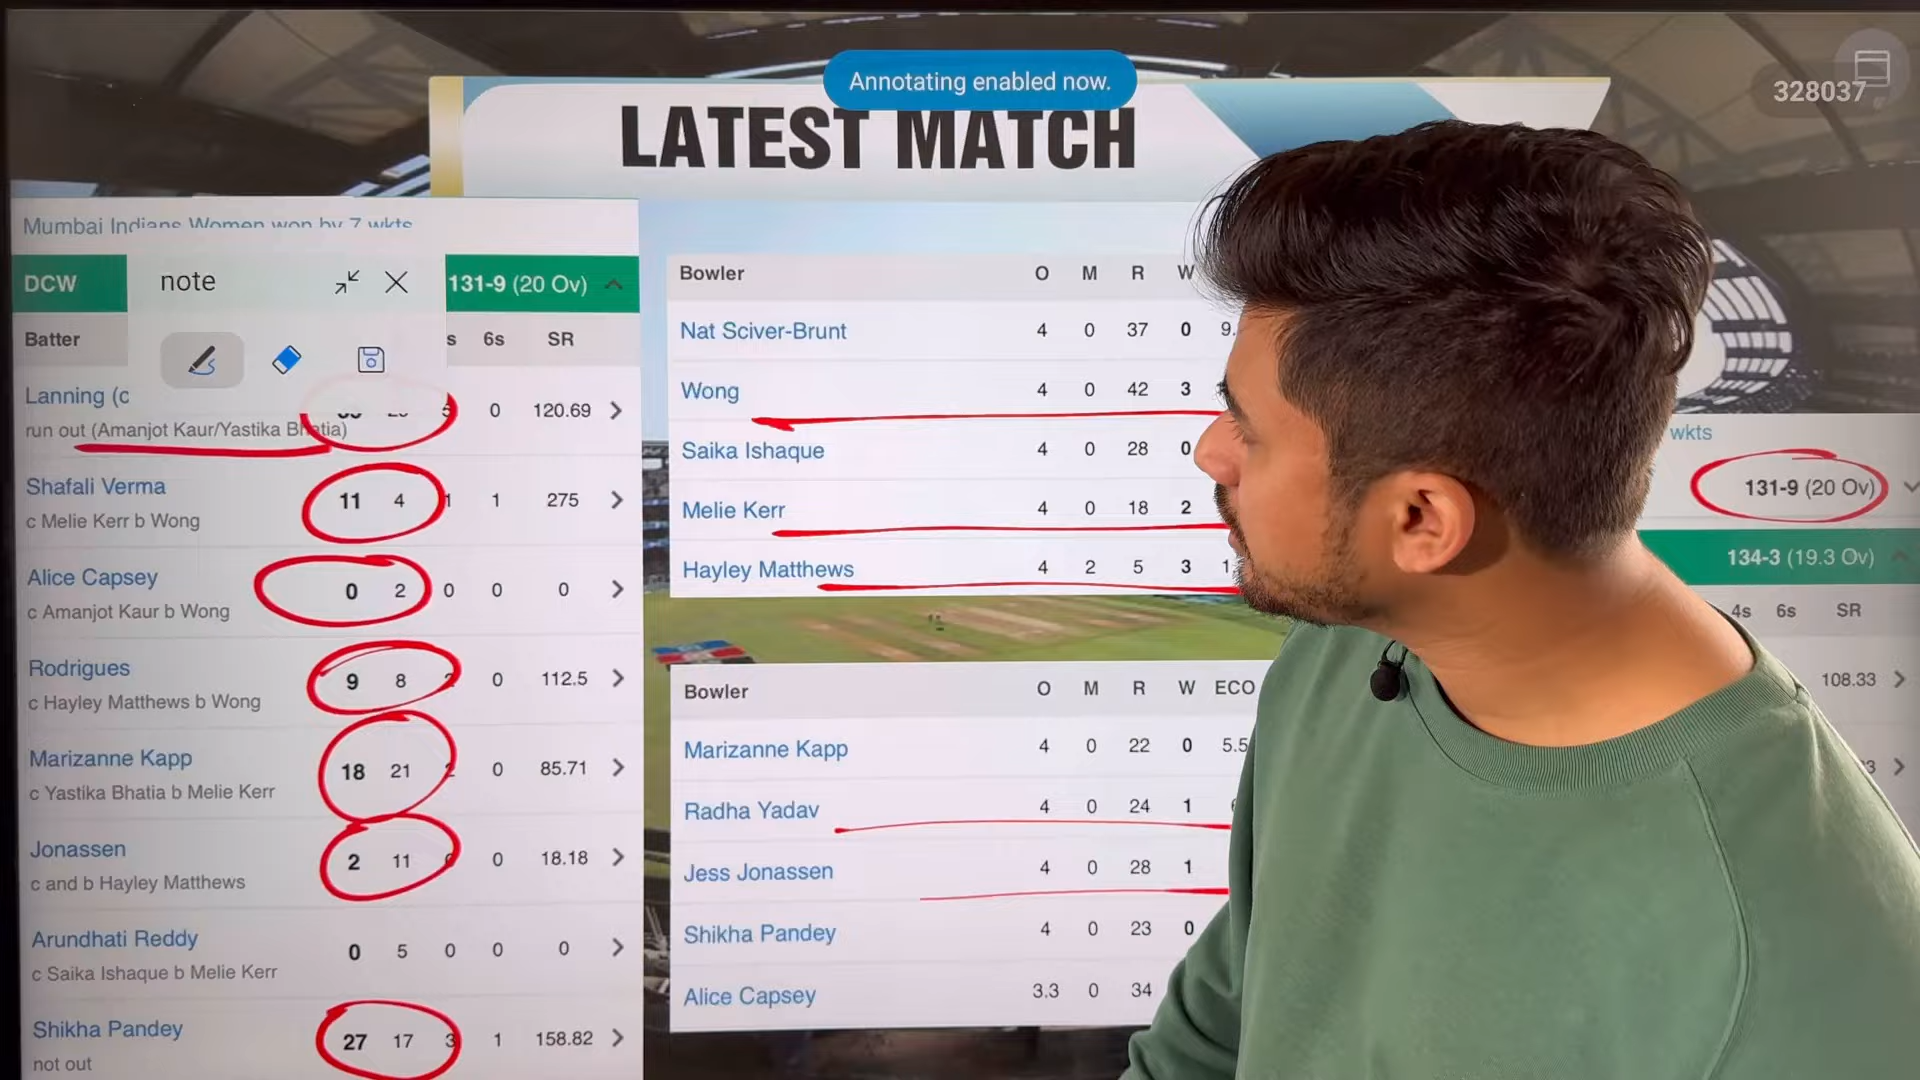 Annotating enabled now.
328037
LATEST MATCH
Mumbai Indians Women won by 7 wkts
DCW
note
131-9 (20 Ov)
Batter
s 6s SR
Lanning (c
5 0 120.69
run out (Amanjot Kaur/Yastika Bhatia)
Shafali Verma
11 4 1 1 275
c Melie Kerr b Wong
Alice Capsey
0 2 0 0 0
c Amanjot Kaur b Wong
Rodrigues
9 8 2 0 112.5
c Hayley Matthews b Wong
Marizanne Kapp
18 21 2 0 85.71
c Yastika Bhatia b Melie Kerr
Jonassen
2 11 0 0 18.18
c and b Hayley Matthews
Arundhati Reddy
0 5 0 0 0
c Saika Ishaque b Melie Kerr
Shikha Pandey
27 17 3 1 158.82
not out
Bowler O M R W
Nat Sciver-Brunt 4 0 37 0 9.
Wong 4 0 42 3
Saika Ishaque 4 0 28 0
Melie Kerr 4 0 18 2
Hayley Matthews 4 2 5 3 1
Bowler O M R W ECO
Marizanne Kapp 4 0 22 0 5.5
Radha Yadav 4 0 24 1
Jess Jonassen 4 0 28 1
Shikha Pandey 4 0 23 0
Alice Capsey 3.3 0 34
wkts
131-9 (20 Ov)
134-3 (19.3 Ov)
4s 6s SR
108.33
3